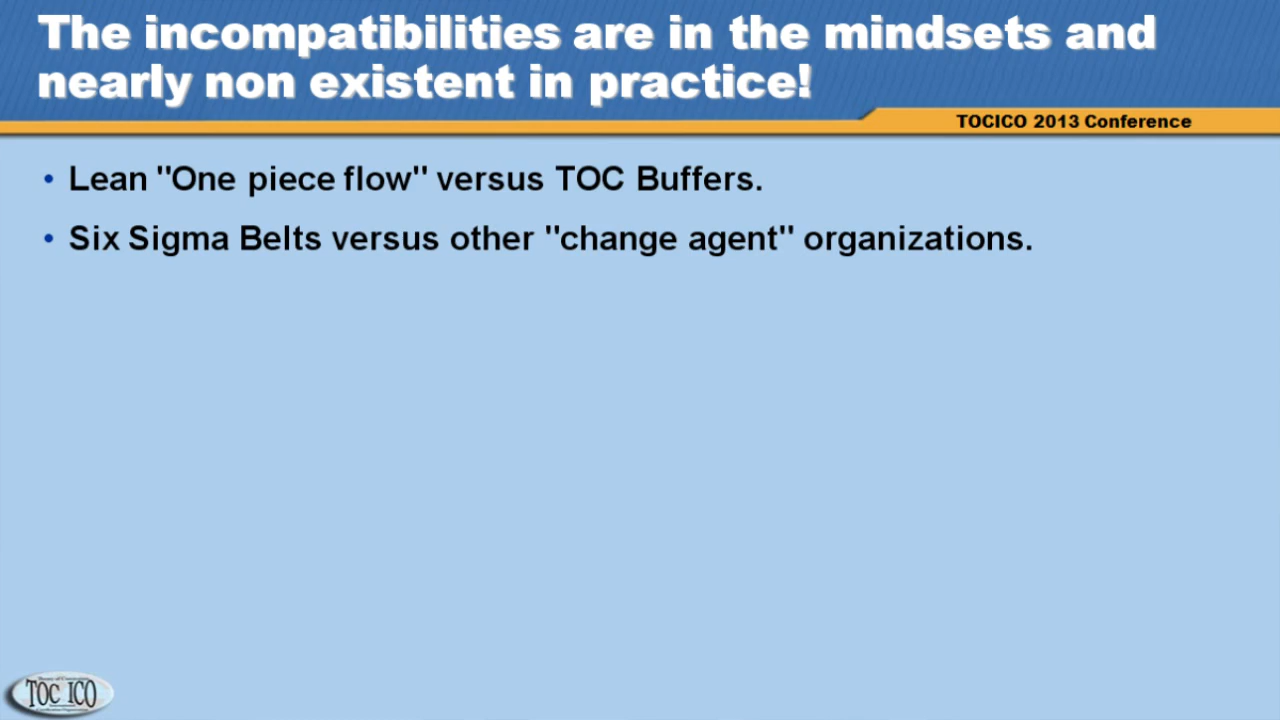 The incompatibilities are in the mindsets and
nearly non existent in practice!
TOCICO 2013 Conference
• Lean "One piece flow" versus TOC Buffers.
• Six Sigma Belts versus other "change agent" organizations.
TOC ICO